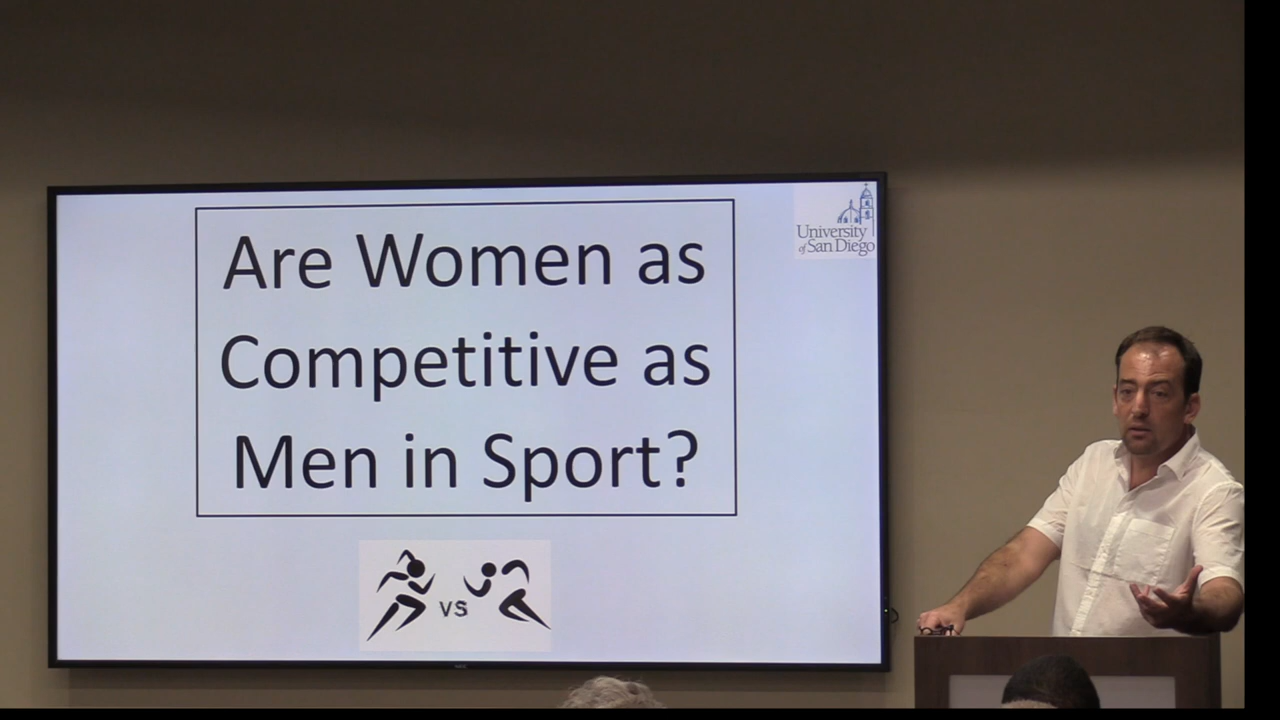 Are Women as
Competitive as
Men in Sport?
University
of San Diego
VS